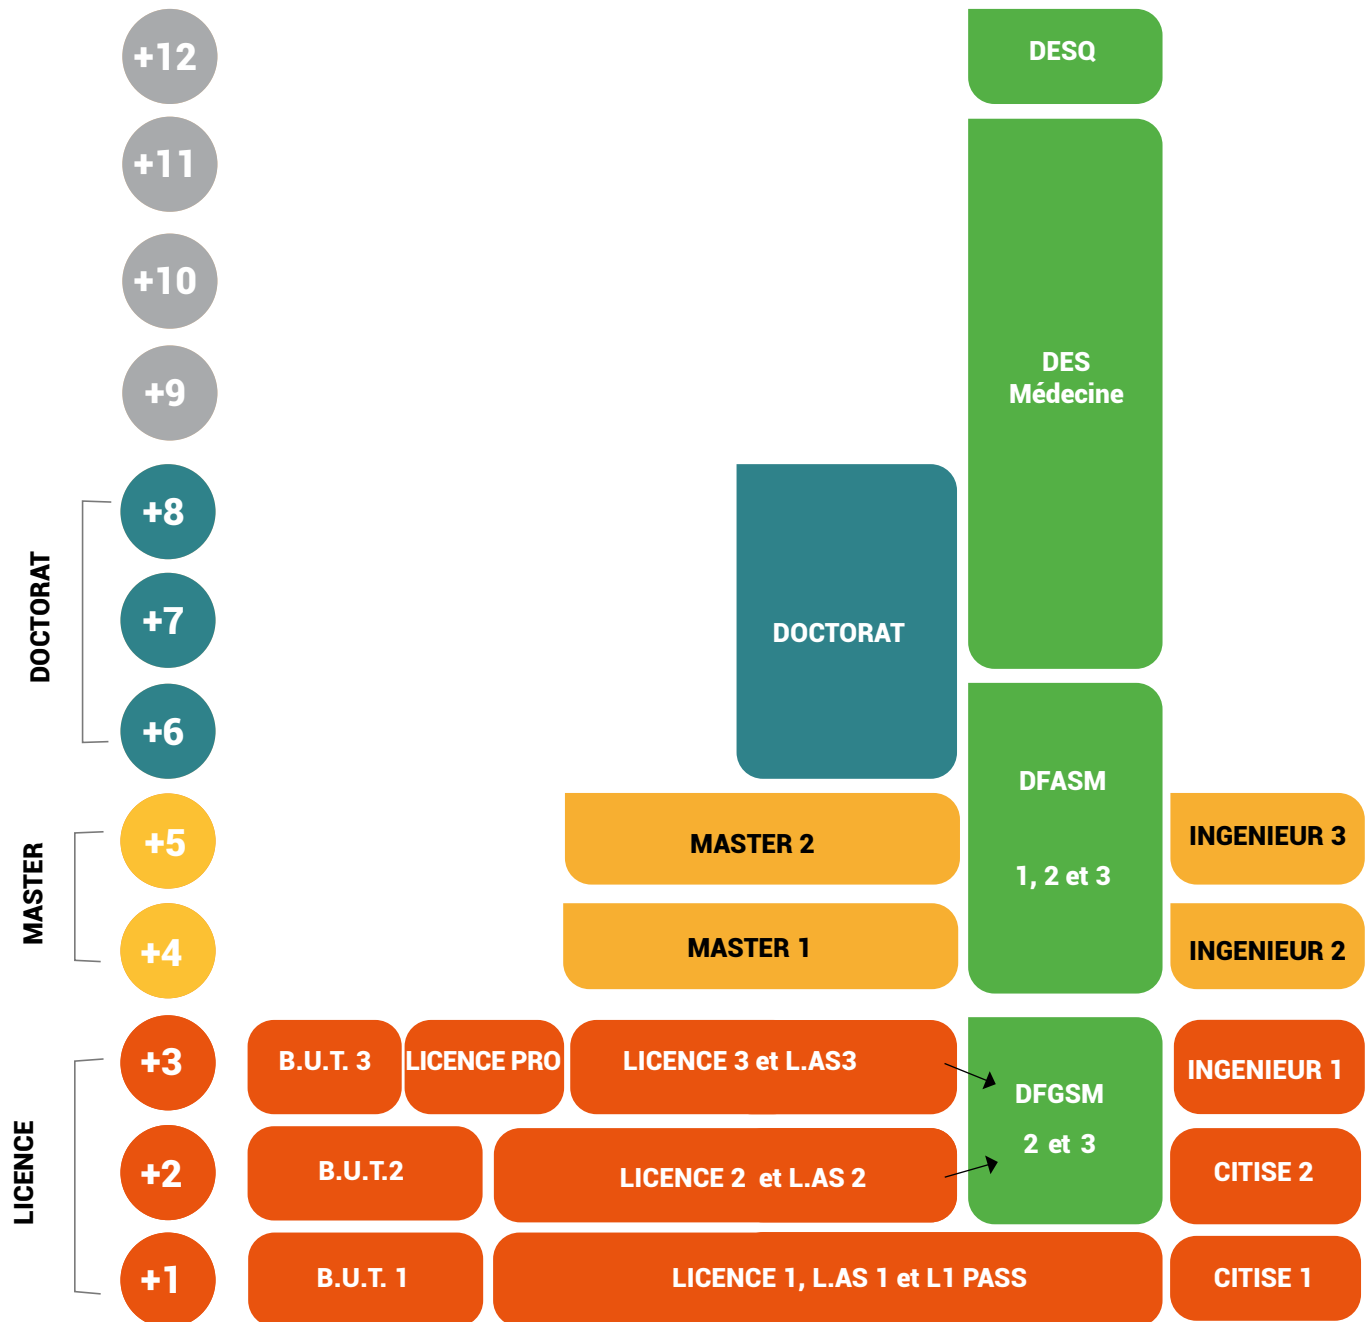 +12
DESQ
+11
+10
DES
Médecine
+9
DOCTORAT
+8
+7
+6
DOCTORAT
DFASM
1, 2 et 3
MASTER
+5
MASTER 2
INGENIEUR 3
+4
MASTER 1
INGENIEUR 2
LICENCE
+3
B.U.T. 3
LICENCE PRO
LICENCE 3 et L.AS3
DFGSM
2 et 3
INGENIEUR 1
+2
B.U.T.2
LICENCE 2 et L.AS 2
CITISE 2
+1
B.U.T. 1
LICENCE 1, L.AS 1 et L1 PASS
CITISE 1